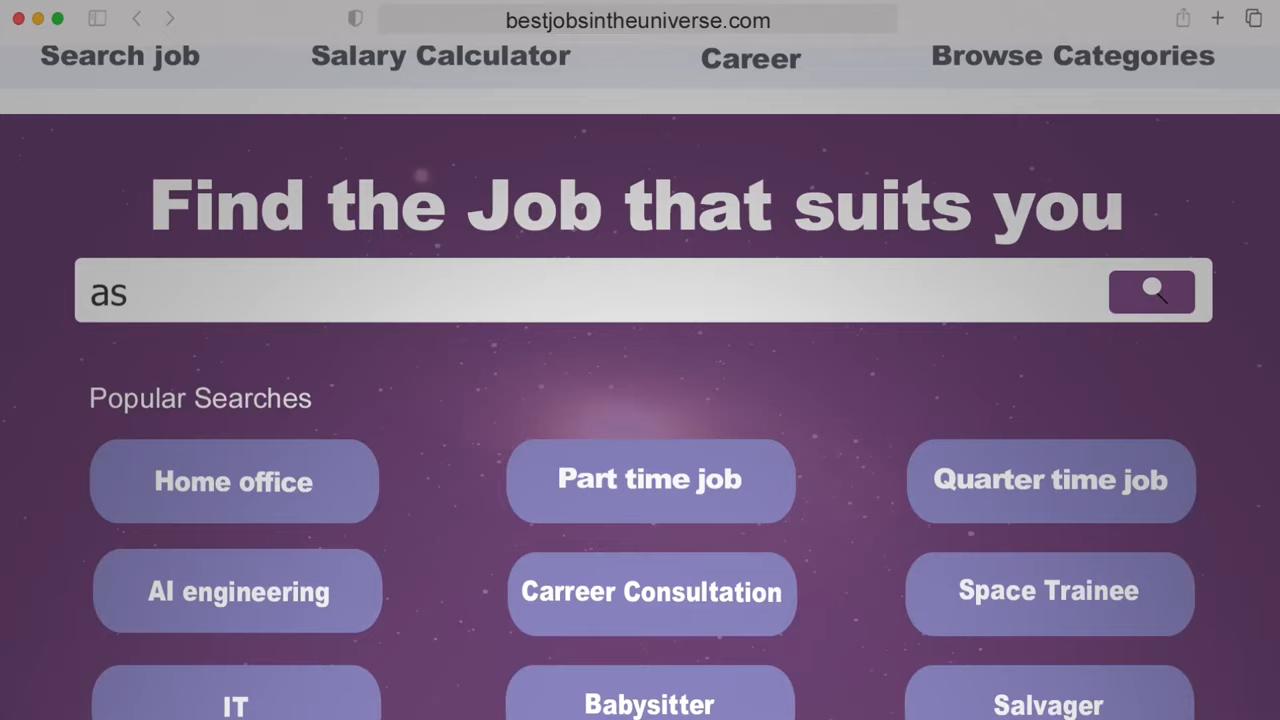 bestjobsintheuniverse.com
Search job Salary Calculator Career Browse Categories
Find the Job that suits you
as
Popular Searches
Home office Part time job Quarter time job
AI engineering Carreer Consultation Space Trainee
IT Babysitter Salvager